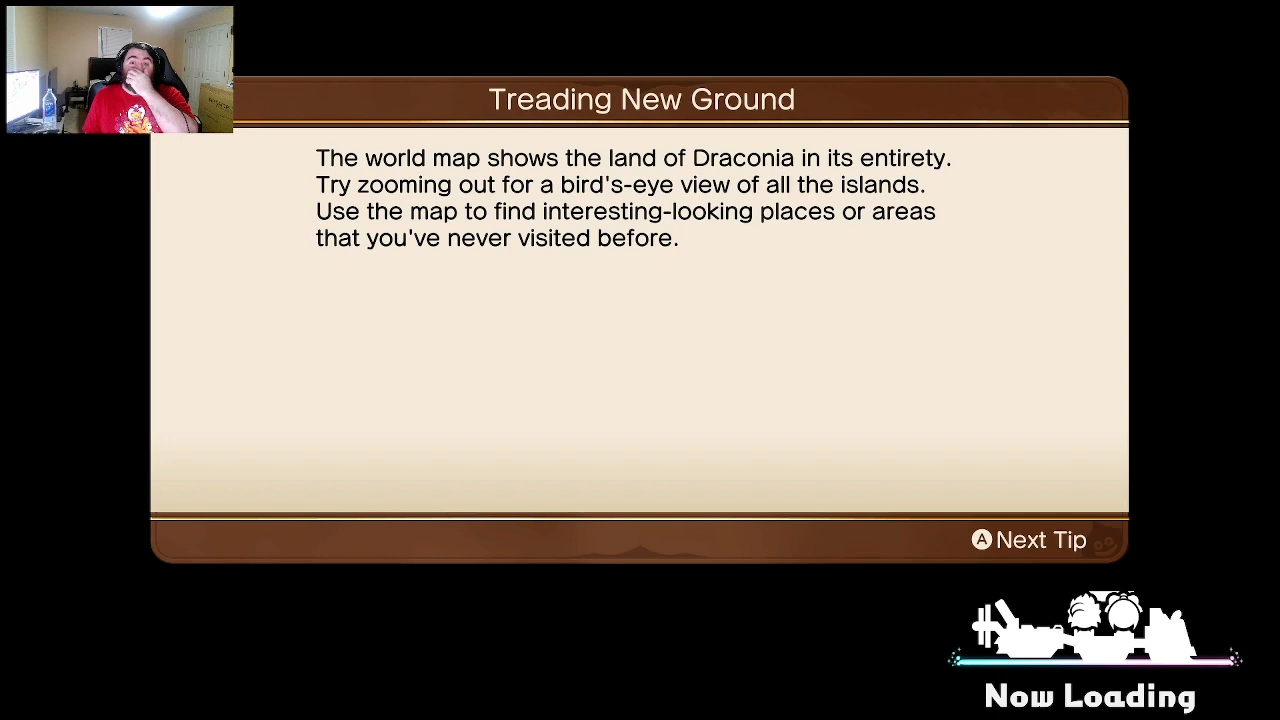 Treading New Ground
The world map shows the land of Draconia in its entirety.
Try zooming out for a bird's-eye view of all the islands.
Use the map to find interesting-looking places or areas
that you've never visited before.
A Next Tip
Now Loading